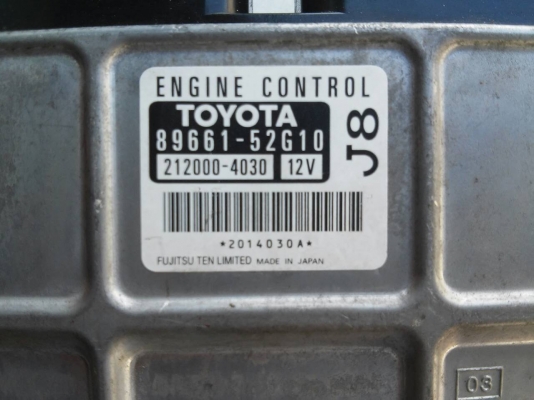 ENGINE CONTROL
TOYOTA
89661-52G10
212000-4030 12V
J8
*2014030A*
FUJITSU TEN LIMITED MADE IN JAPAN
03